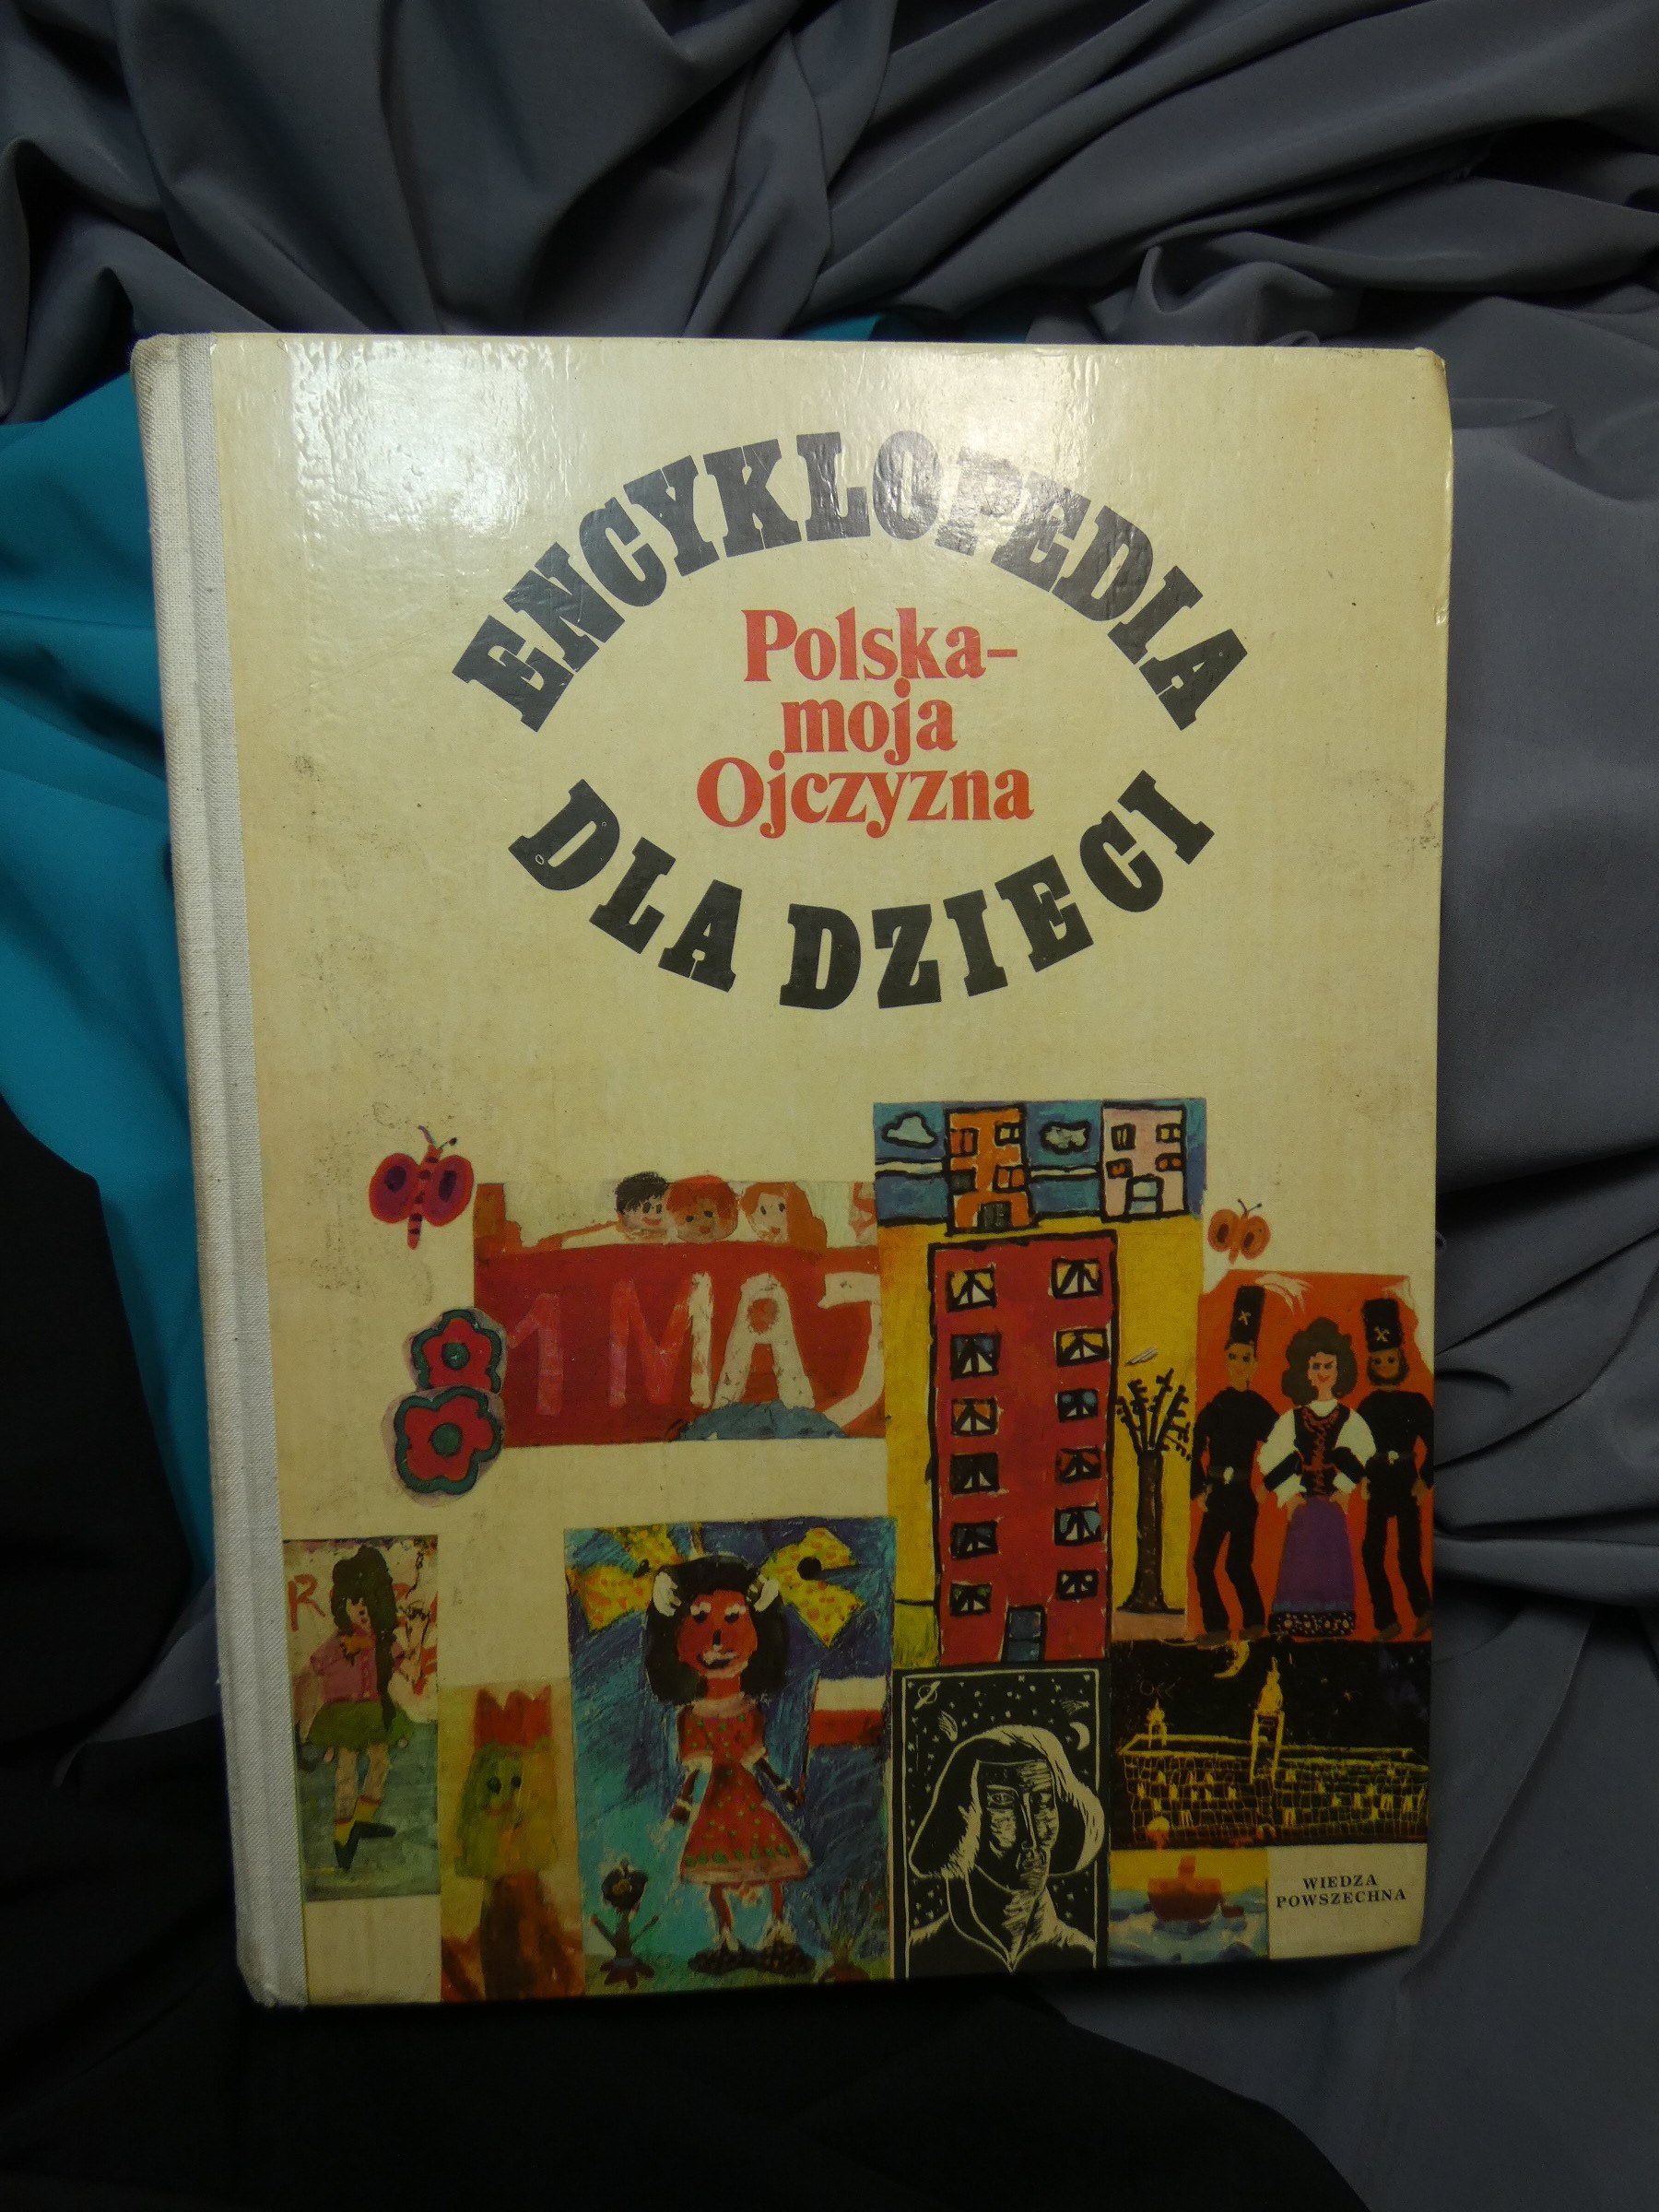 ENCYKLOPEDIA
Polska-
moja
Ojczyzna
DLA DZIECI
1 MAJ
R
WIEDZA
POWSZECHNA